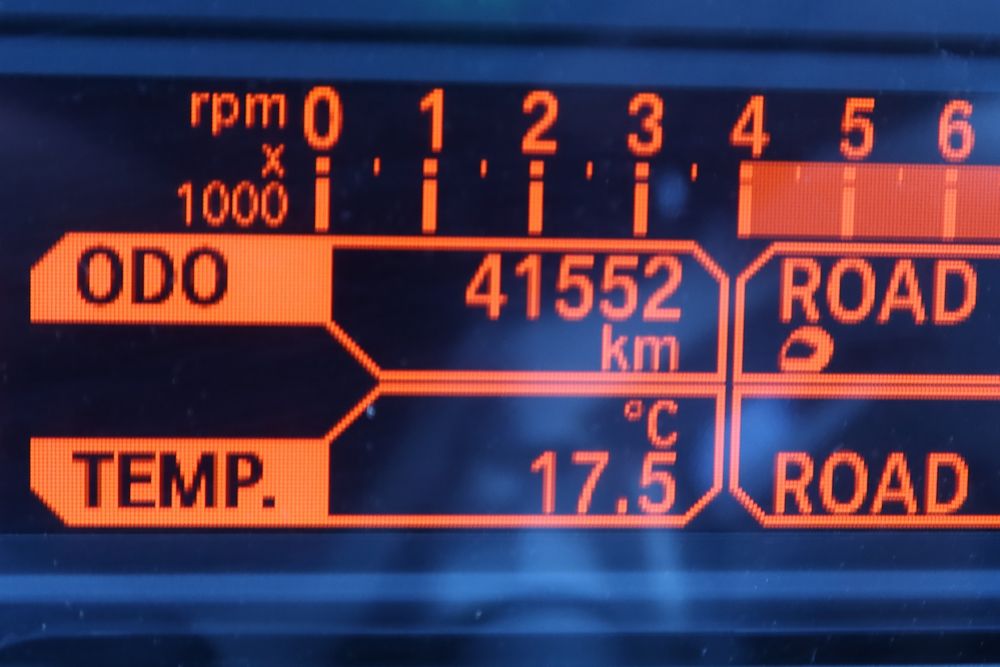 rpm 0 1 2 3 4 5 6
x
1000
ODO 41552 ROAD
km
°C
TEMP. 17.5 ROAD